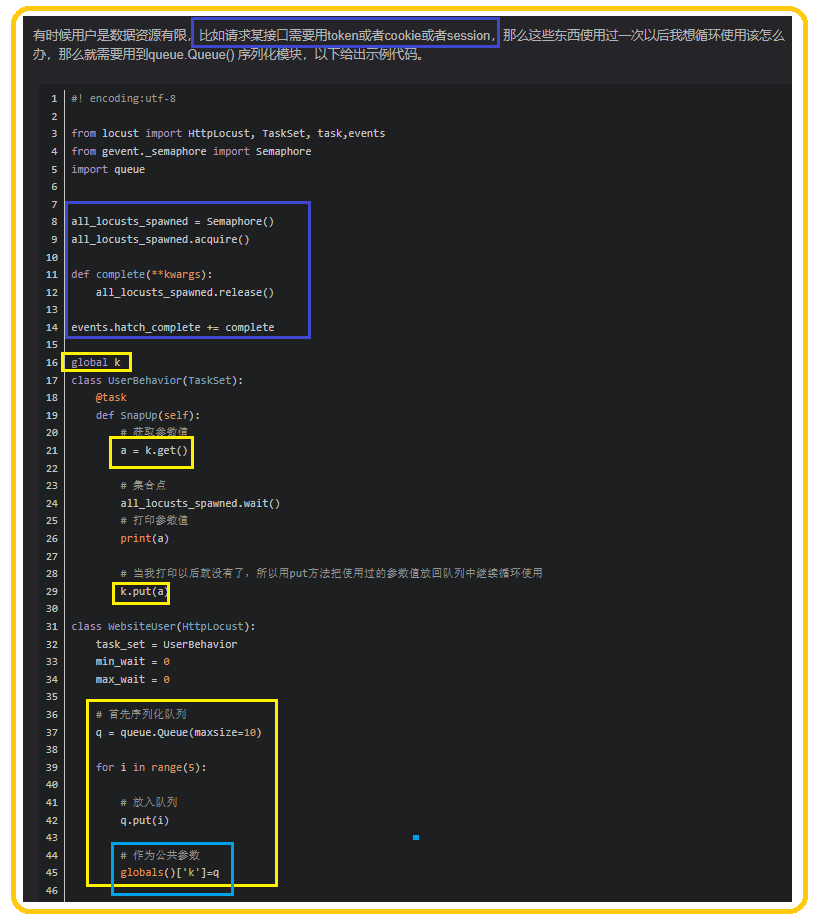 有时候用户是数据资源有限，比如请求某接口需要用token或者cookie或者session，那么这些东西使用过一次以后我想循环使用该怎么
办，那么就需要用到queue.Queue() 序列化模块，以下给出示例代码。
1 #! encoding:utf-8
2
3 from locust import HttpLocust, TaskSet, task,events
4 from gevent._semaphore import Semaphore
5 import queue
6
7
8 all_locusts_spawned = Semaphore()
9 all_locusts_spawned.acquire()
10
11 def complete(**kwargs):
12     all_locusts_spawned.release()
13
14 events.hatch_complete += complete
15
16 global k
17 class UserBehavior(TaskSet):
18     @task
19     def SnapUp(self):
20         # 获取参数值
21         a = k.get()
22
23         # 集合点
24         all_locusts_spawned.wait()
25         # 打印参数值
26         print(a)
27
28         # 当我打印以后就没有了，所以用put方法把使用过的参数值放回队列中继续循环使用
29         k.put(a)
30
31 class WebsiteUser(HttpLocust):
32     task_set = UserBehavior
33     min_wait = 0
34     max_wait = 0
35
36     # 首先序列化队列
37     q = queue.Queue(maxsize=10)
38
39     for i in range(5):
40
41         # 放入队列
42         q.put(i)
43
44         # 作为公共参数
45         globals()['k']=q
46